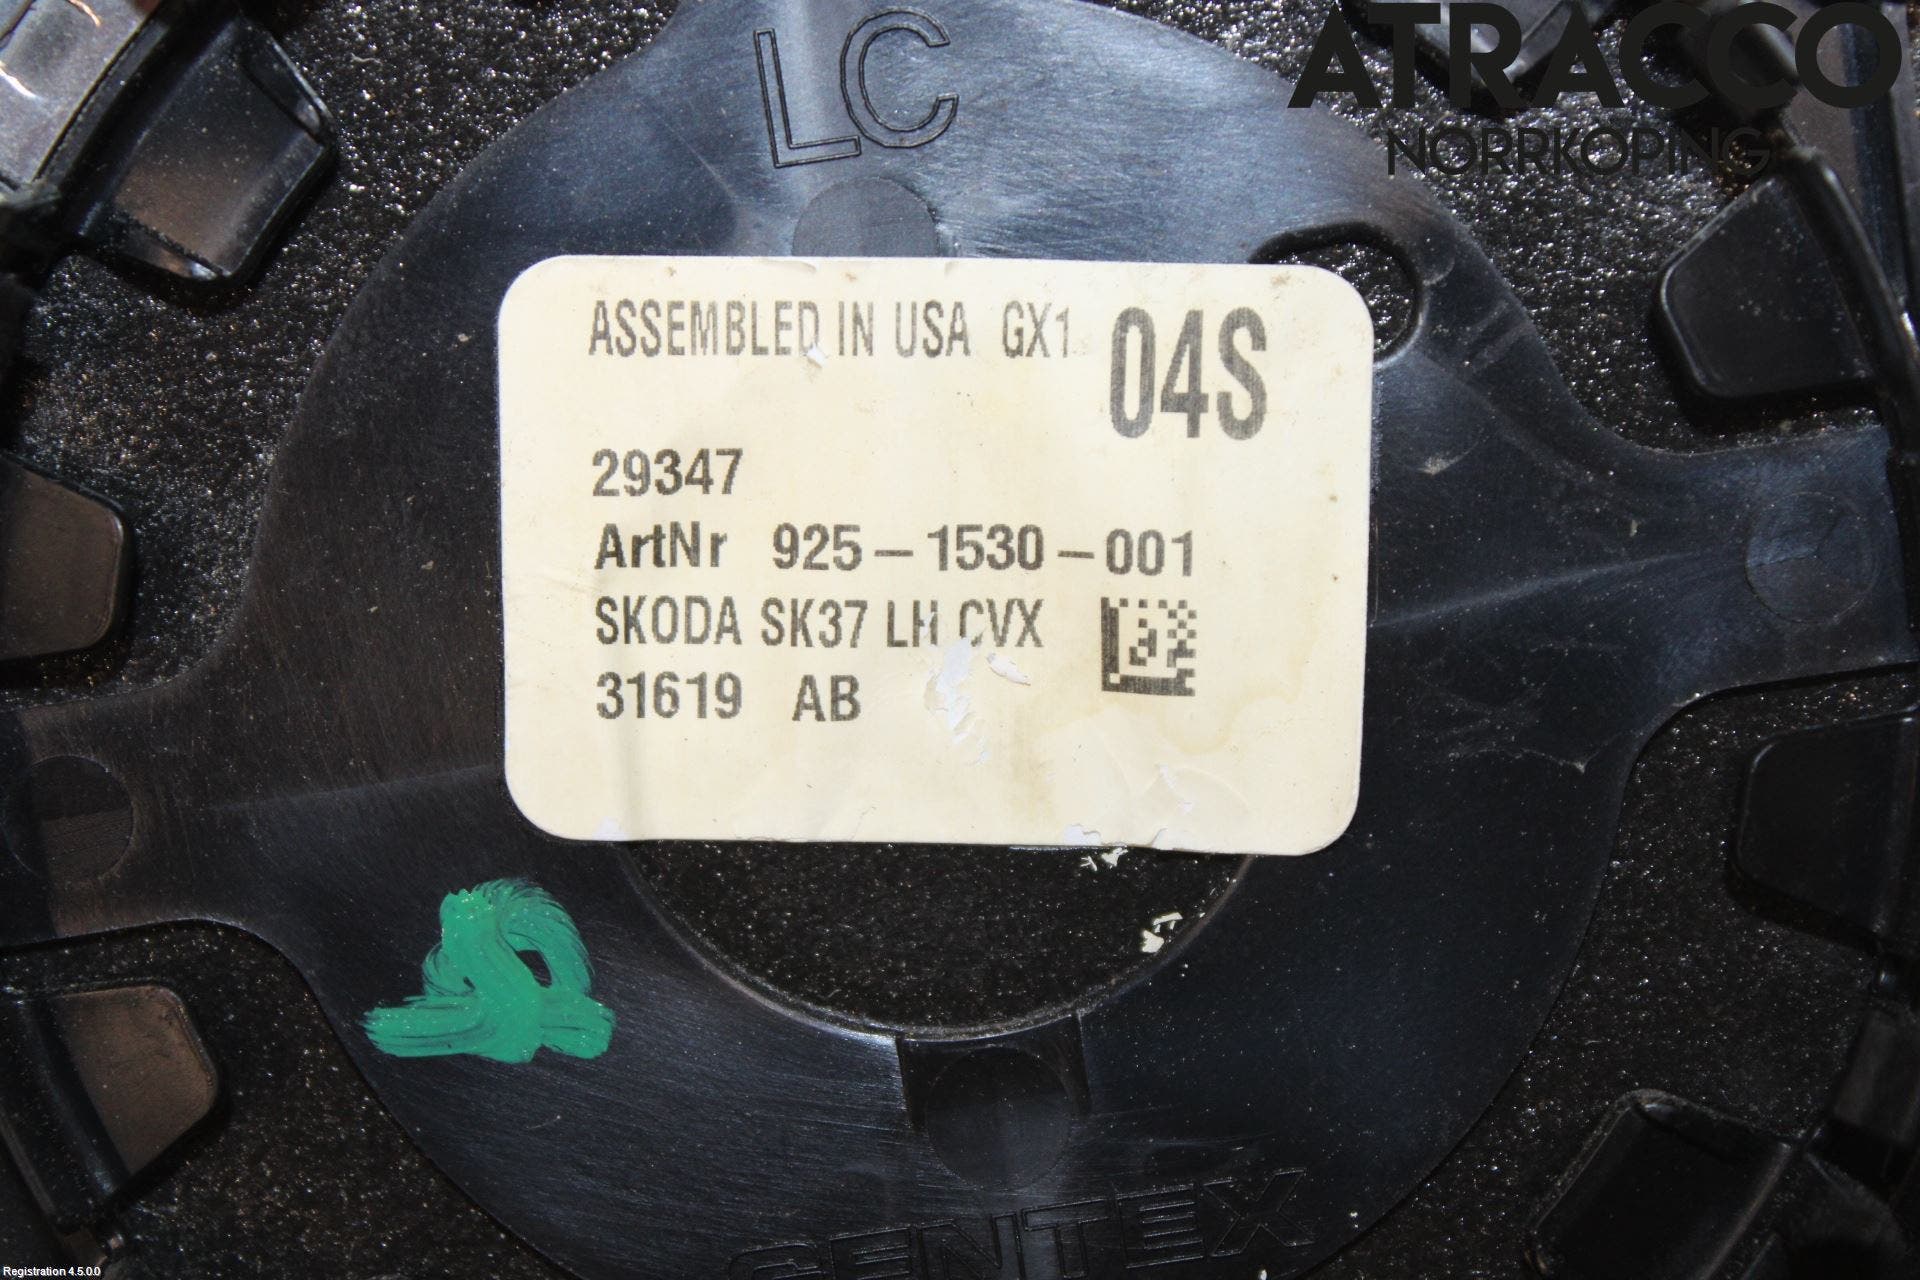 LC
ATRACCO
NORRKÖPING
ASSEMBLED IN USA GX1 04S
29347
ArtNr 925-1530-001
SKODA SK37 LH CVX
31619 AB
GENTEX
Registration 4.5.0.0